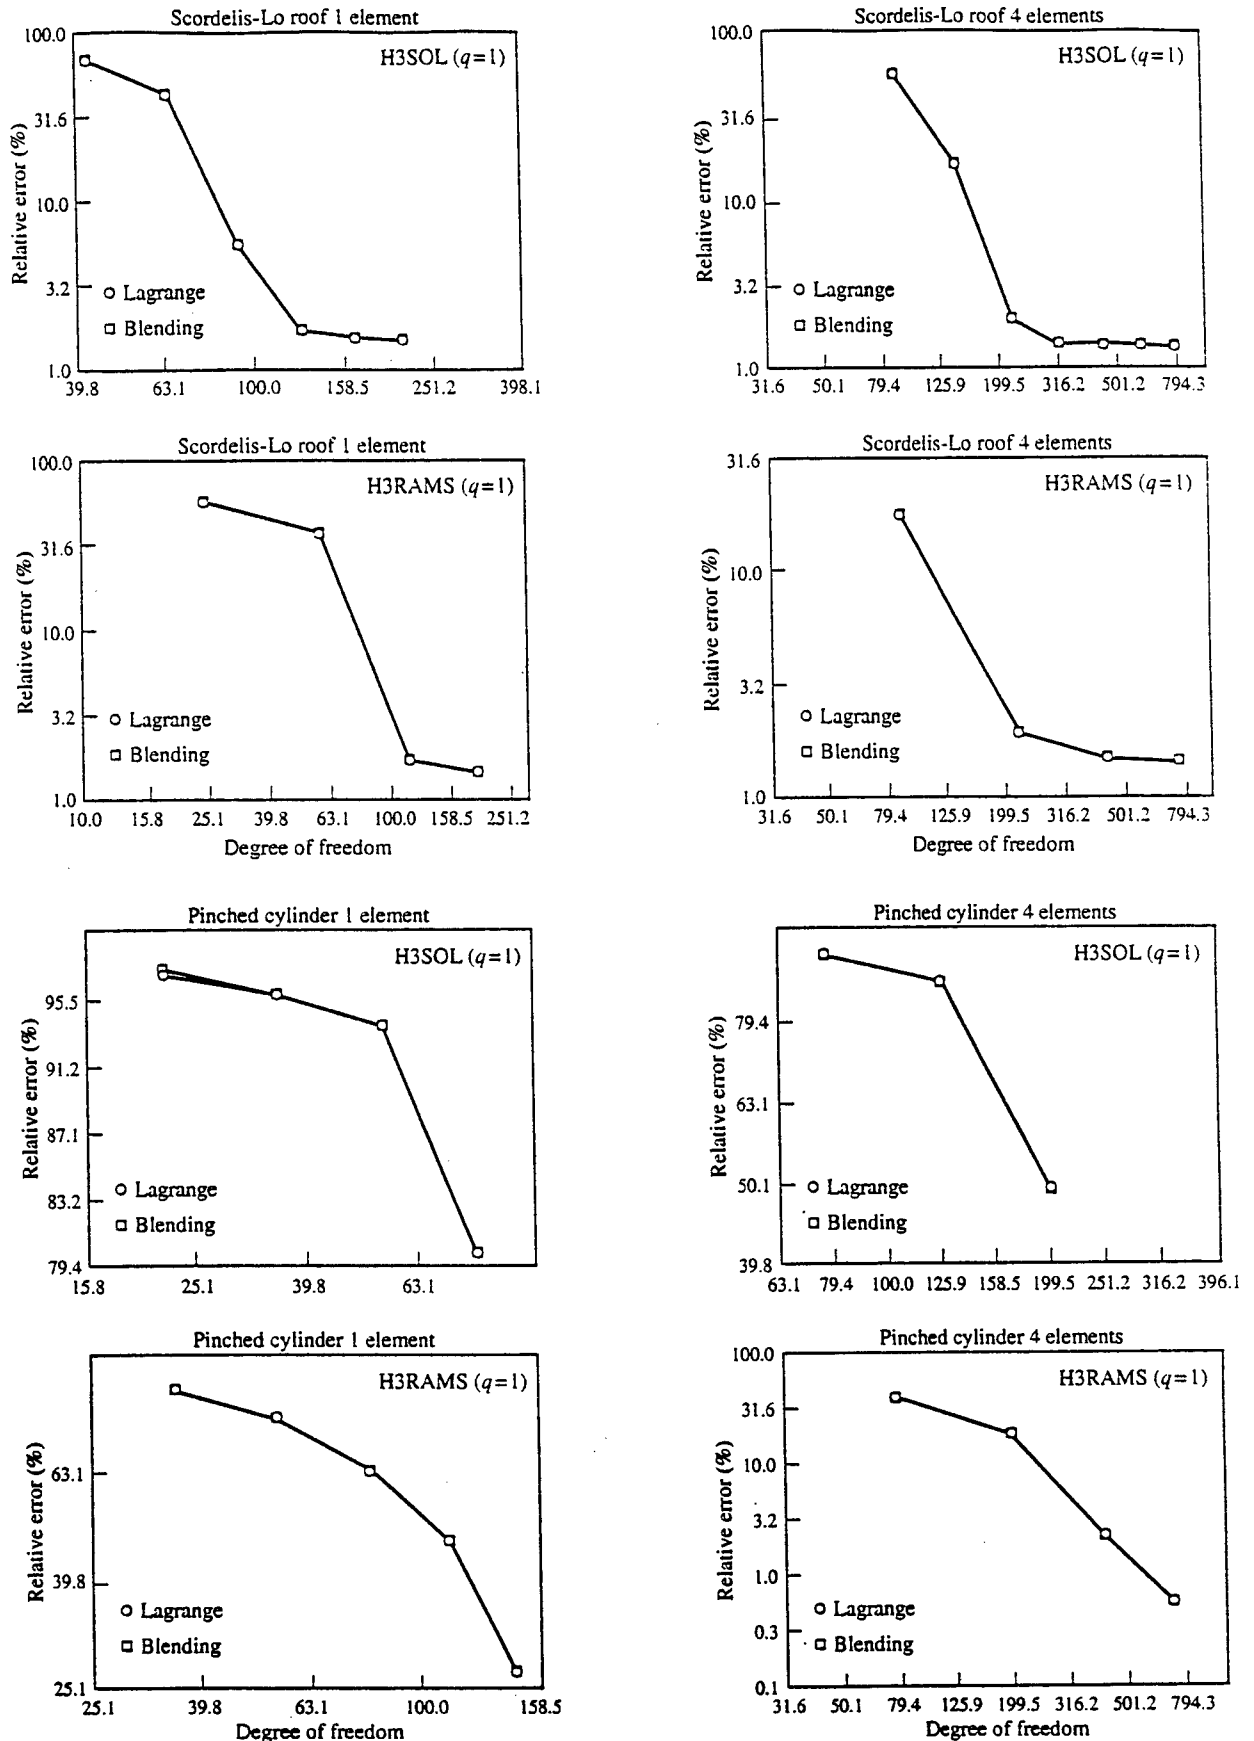 Scordelis-Lo roof 1 element
H3SOL (q=1)
Relative error (%)
100.0
31.6
10.0
3.2
1.0
Lagrange
Blending
39.8 63.1 100.0 158.5 251.2 398.1
Scordelis-Lo roof 4 elements
H3SOL (q=1)
Relative error (%)
100.0
31.6
10.0
3.2
1.0
Lagrange
Blending
31.6 50.1 79.4 125.9 199.5 316.2 501.2 794.3
Scordelis-Lo roof 1 element
H3RAMS (q=1)
Relative error (%)
100.0
31.6
10.0
3.2
1.0
Lagrange
Blending
10.0 15.8 25.1 39.8 63.1 100.0 158.5 251.2
Degree of freedom
Scordelis-Lo roof 4 elements
H3RAMS (q=1)
Relative error (%)
31.6
10.0
3.2
1.0
Lagrange
Blending
31.6 50.1 79.4 125.9 199.5 316.2 501.2 794.3
Degree of freedom
Pinched cylinder 1 element
H3SOL (q=1)
Relative error (%)
95.5
91.2
87.1
83.2
79.4
Lagrange
Blending
15.8 25.1 39.8 63.1
Pinched cylinder 4 elements
H3SOL (q=1)
Relative error (%)
79.4
63.1
50.1
39.8
Lagrange
Blending
63.1 79.4 100.0 125.9 158.5 199.5 251.2 316.2 396.1
Pinched cylinder 1 element
H3RAMS (q=1)
Relative error (%)
63.1
39.8
25.1
Lagrange
Blending
25.1 39.8 63.1 100.0 158.5
Degree of freedom
Pinched cylinder 4 elements
H3RAMS (q=1)
Relative error (%)
100.0
31.6
10.0
3.2
1.0
0.3
0.1
Lagrange
Blending
31.6 50.1 79.4 125.9 199.5 316.2 501.2 794.3
Degree of freedom